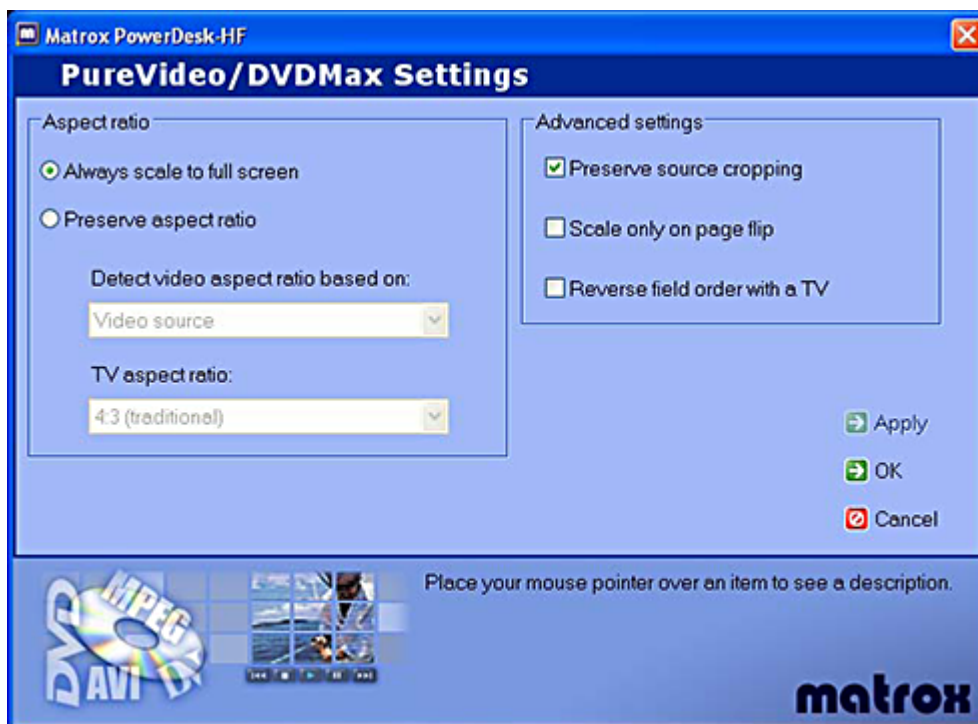 Matrox PowerDesk-HF
PureVideo/DVDMax Settings
Aspect ratio
Always scale to full screen
Preserve aspect ratio
Detect video aspect ratio based on:
Video source
TV aspect ratio:
4:3 (traditional)
Advanced settings
Preserve source cropping
Scale only on page flip
Reverse field order with a TV
Apply
OK
Cancel
DVD
MPEG
AVI
Place your mouse pointer over an item to see a description.
matrox